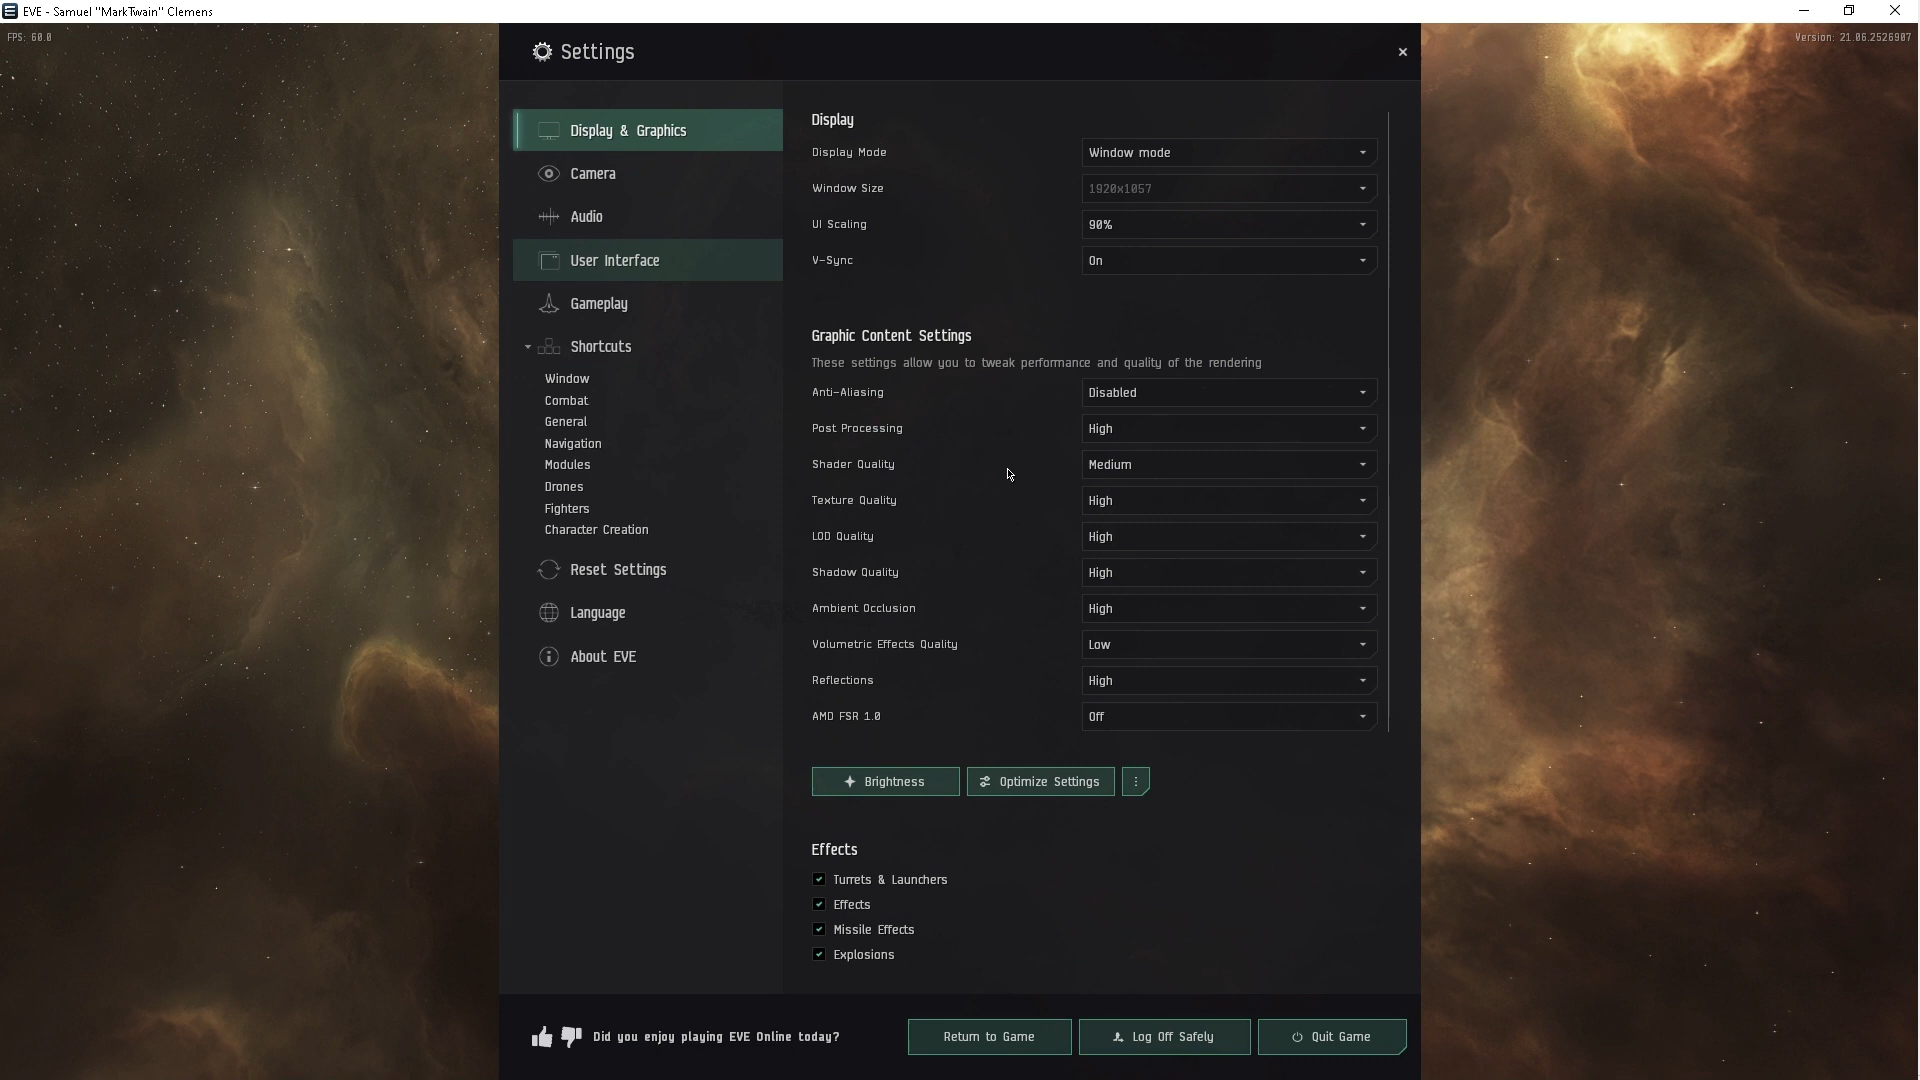 EVE - Samuel "MarkTwain" Clemens
FPS: 60.0
Version: 21.06.2526907
Settings
Display & Graphics
Camera
Audio
User Interface
Gameplay
Shortcuts
Window
Combat
General
Navigation
Modules
Drones
Fighters
Character Creation
Reset Settings
Language
About EVE
Display
Display Mode Window mode
Window Size 1920x1057
UI Scaling 90%
V-Sync On
Graphic Content Settings
These settings allow you to tweak performance and quality of the rendering
Anti-Aliasing Disabled
Post Processing High
Shader Quality Medium
Texture Quality High
LOD Quality High
Shadow Quality High
Ambient Occlusion High
Volumetric Effects Quality Low
Reflections High
AMD FSR 1.0 Off
Brightness Optimize Settings
Effects
Turrets & Launchers
Effects
Missile Effects
Explosions
Did you enjoy playing EVE Online today?
Return to Game Log Off Safely Quit Game